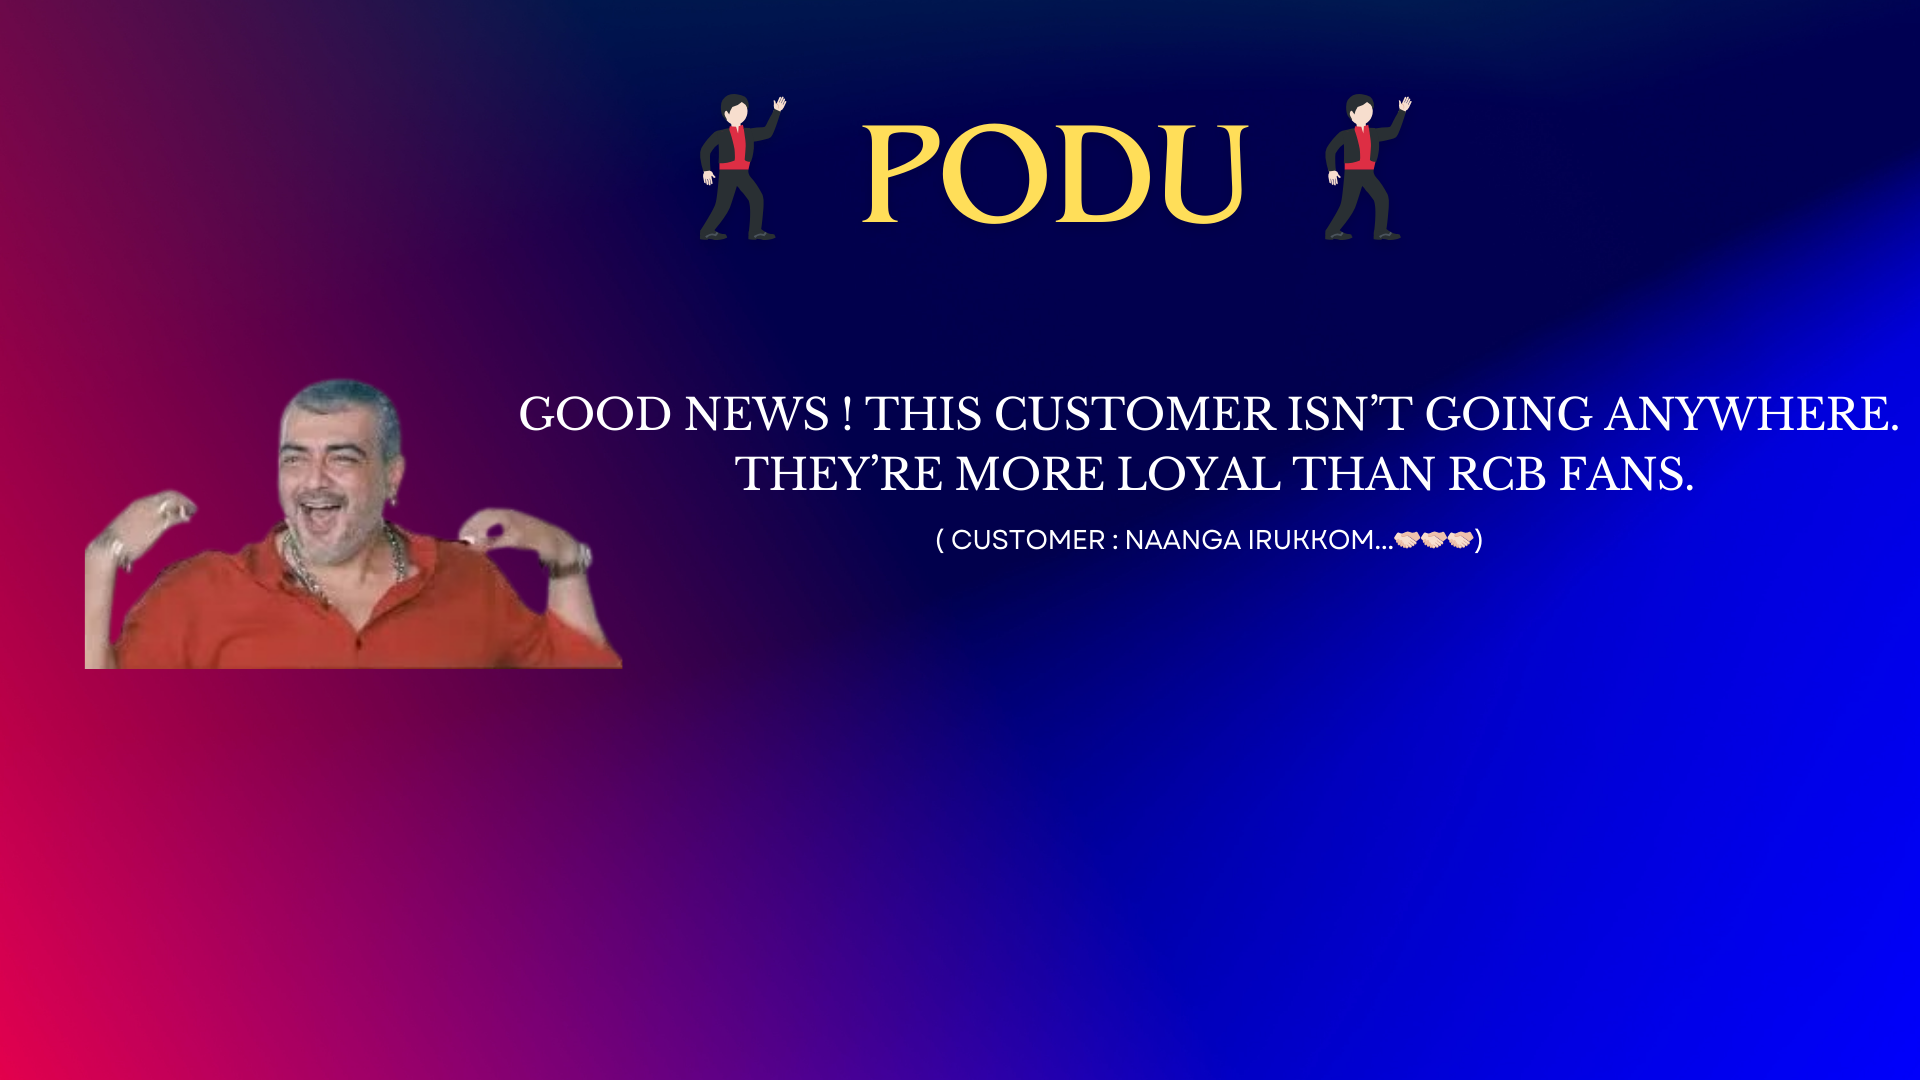 PODU
GOOD NEWS ! THIS CUSTOMER ISN’T GOING ANYWHERE.
THEY’RE MORE LOYAL THAN RCB FANS.
( CUSTOMER : NAANGA IRUKKOM...🤝🏻🤝🏻🤝🏻)